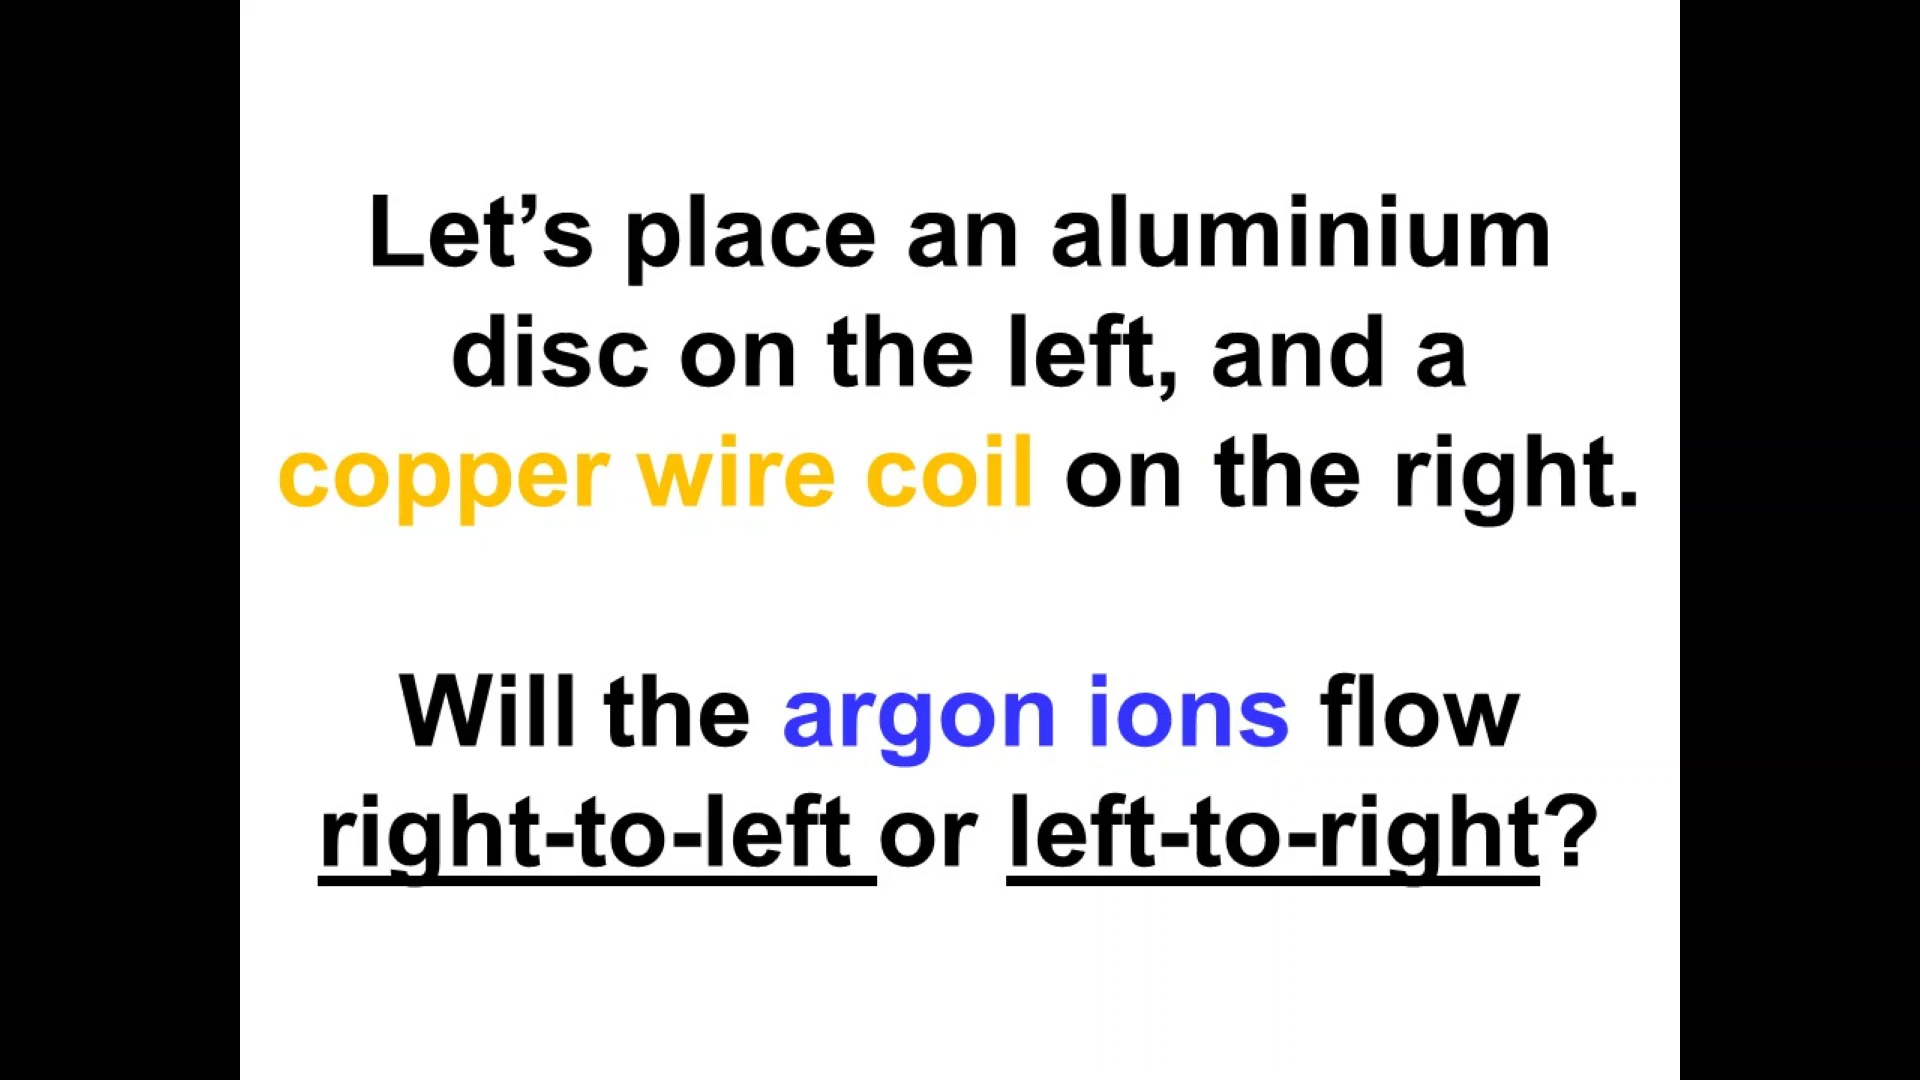 Let’s place an aluminium
disc on the left, and a
copper wire coil on the right.
Will the argon ions flow
right-to-left or left-to-right?